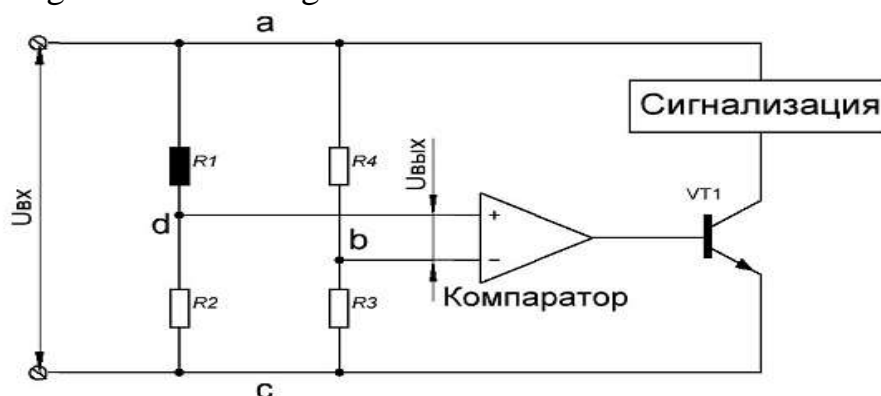 a
Сигнализация
Uвх
R1
R4
Uвых
VT1
d
b
+
−
R2
R3
Компаратор
c